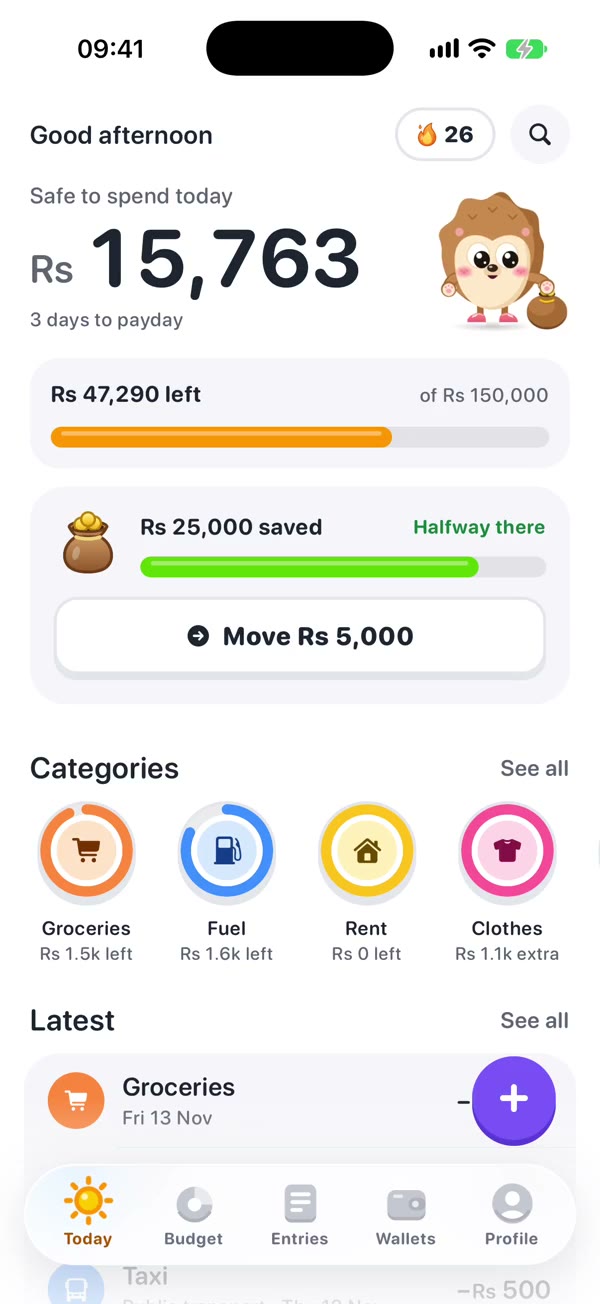 09:41
Good afternoon
26
Safe to spend today
Rs 15,763
3 days to payday
Rs 47,290 left
of Rs 150,000
Rs 25,000 saved
Halfway there
Move Rs 5,000
Categories
See all
Groceries
Rs 1.5k left
Fuel
Rs 1.6k left
Rent
Rs 0 left
Clothes
Rs 1.1k extra
Latest
See all
Groceries
Fri 13 Nov
–
Today
Budget
Entries
Wallets
Profile
Taxi
–Rs 500